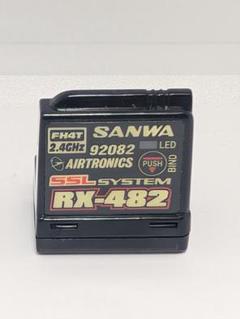 FH4T SANWA
2.4GHz 92082 LED
AIRTRONICS PUSH BIND
SSL SYSTEM
RX-482